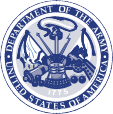 DEPARTMENT OF THE ARMY
UNITED STATES OF AMERICA